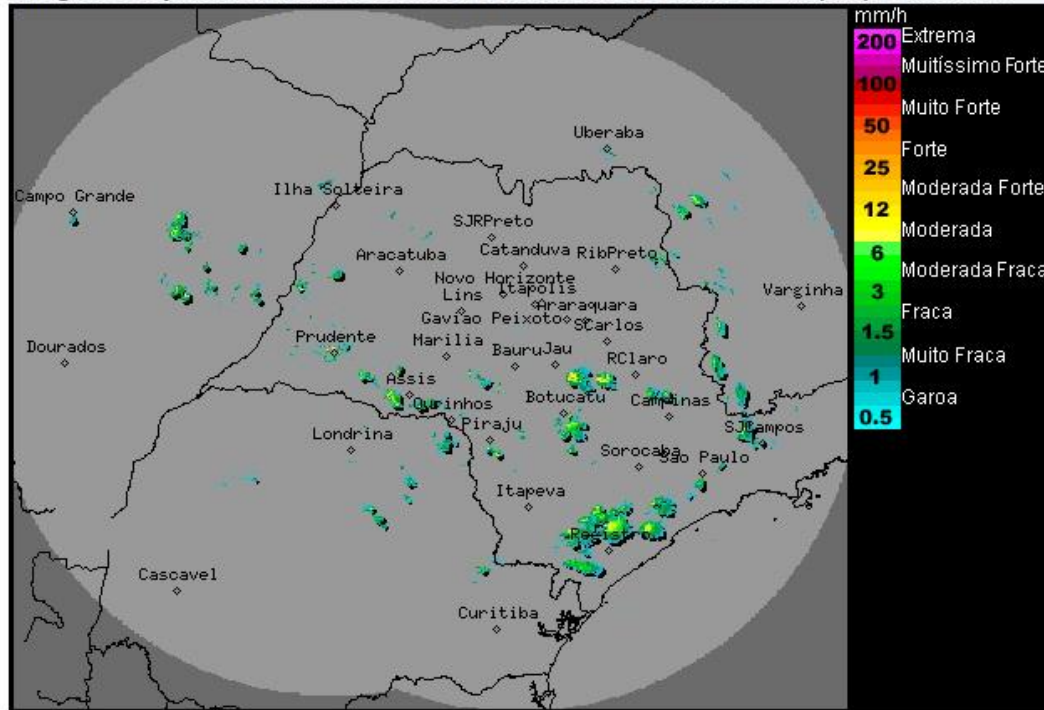 mm/h
200 Extrema
Muitíssimo Forte
100
Muito Forte
50
Forte
25
Moderada Forte
12
Moderada
6
Moderada Fraca
3
Fraca
1.5
Muito Fraca
1
Garoa
0.5
Uberaba
Campo Grande
Ilha Solteira
SJRPreto
Catanduva
RibPreto
Aracatuba
Novo Horizonte
Itapolis
Lins
Araraquara
Varginha
Gaviao Peixoto
SCarlos
Prudente
Marilia
Dourados
Bauru
Jau
RClaro
Assis
Ourinhos
Botucatu
Campinas
Piraju
SJCampos
Londrina
Sorocaba
Sao Paulo
Itapeva
Registro
Cascavel
Curitiba